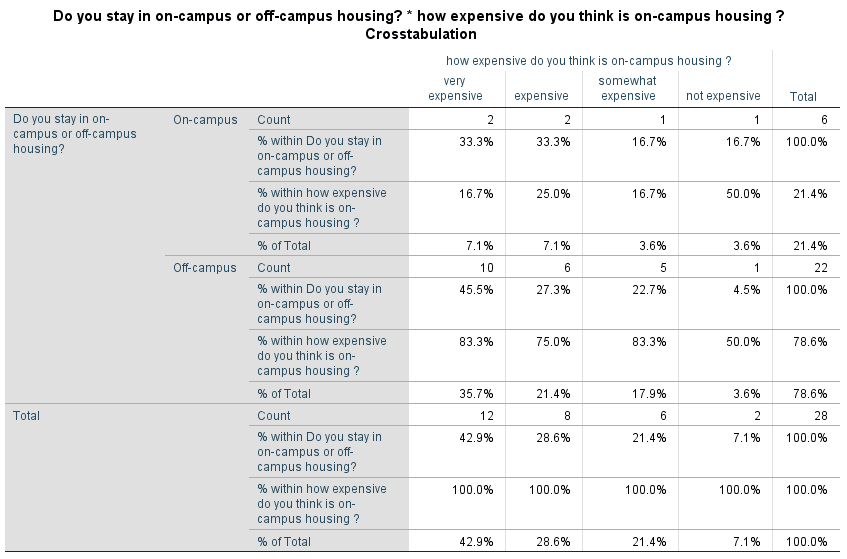 Do you stay in on-campus or off-campus housing? * how expensive do you think is on-campus housing ?
Crosstabulation
how expensive do you think is on-campus housing ?
very
expensive
expensive
somewhat
expensive
not expensive
Total
Do you stay in on-
campus or off-campus
housing?
On-campus
Count 2 2 1 1 6
% within Do you stay in 33.3% 33.3% 16.7% 16.7% 100.0%
on-campus or off-
campus housing?
% within how expensive 16.7% 25.0% 16.7% 50.0% 21.4%
do you think is on-
campus housing ?
% of Total 7.1% 7.1% 3.6% 3.6% 21.4%
Off-campus
Count 10 6 5 1 22
% within Do you stay in 45.5% 27.3% 22.7% 4.5% 100.0%
on-campus or off-
campus housing?
% within how expensive 83.3% 75.0% 83.3% 50.0% 78.6%
do you think is on-
campus housing ?
% of Total 35.7% 21.4% 17.9% 3.6% 78.6%
Total
Count 12 8 6 2 28
% within Do you stay in 42.9% 28.6% 21.4% 7.1% 100.0%
on-campus or off-
campus housing?
% within how expensive 100.0% 100.0% 100.0% 100.0% 100.0%
do you think is on-
campus housing ?
% of Total 42.9% 28.6% 21.4% 7.1% 100.0%